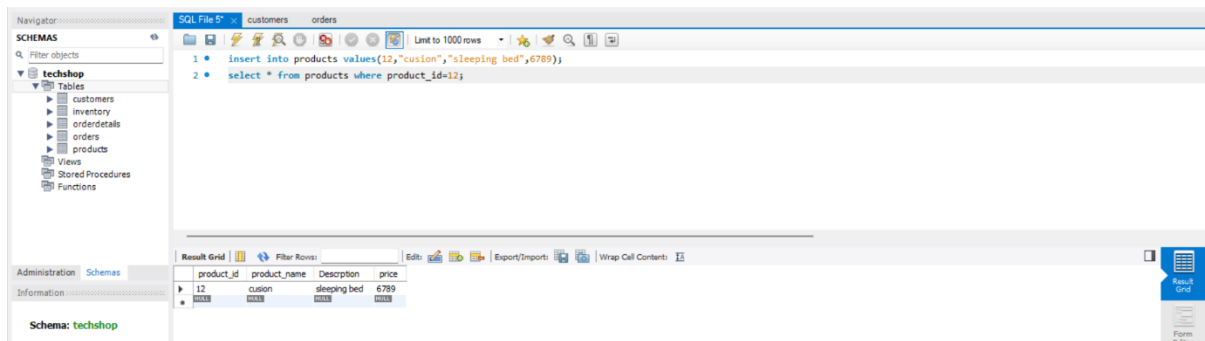 Navigator
SQL File 5* × customers orders
SCHEMAS
Limit to 1000 rows
Filter objects
1 insert into products values(12,"cusion","sleeping bed",6789);
2 select * from products where product_id=12;
techshop
Tables
customers
inventory
orderdetails
orders
products
Views
Stored Procedures
Functions
Result Grid Filter Rows: Edit: Export/Import: Wrap Cell Content:
Administration Schemas
product_id product_name Descrption price
12 cusion sleeping bed 6789
NULL NULL NULL NULL
Information
Schema: techshop
Result
Grid
Form